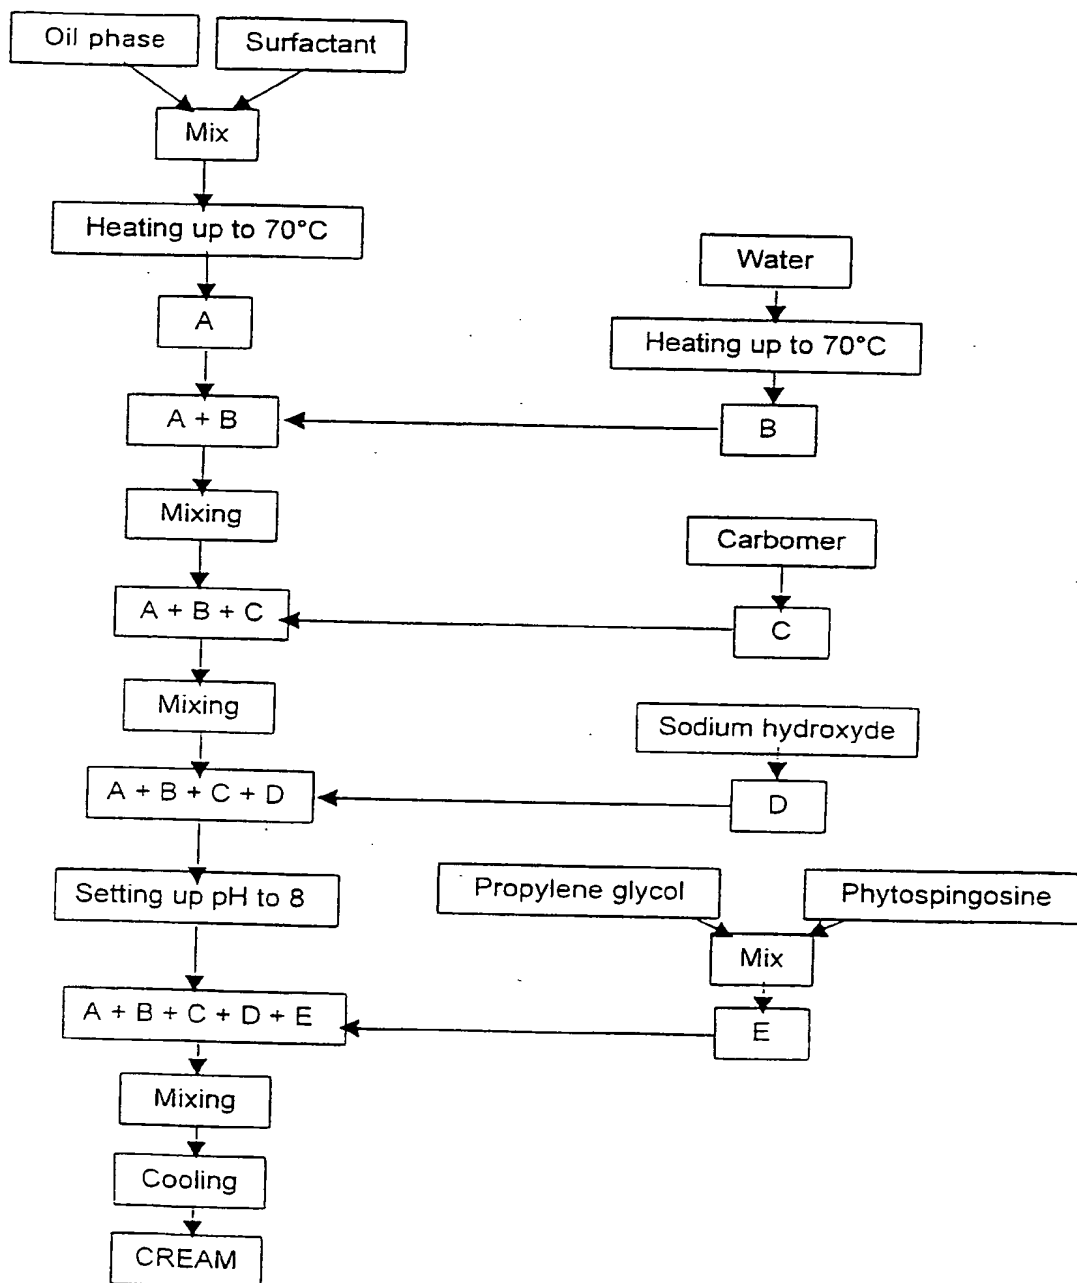 Oil phase
Surfactant
Mix
Heating up to 70°C
Water
A
Heating up to 70°C
A + B
B
Mixing
Carbomer
A + B + C
C
Mixing
Sodium hydroxyde
A + B + C + D
D
Setting up pH to 8
Propylene glycol
Phytospingosine
Mix
A + B + C + D + E
E
Mixing
Cooling
CREAM